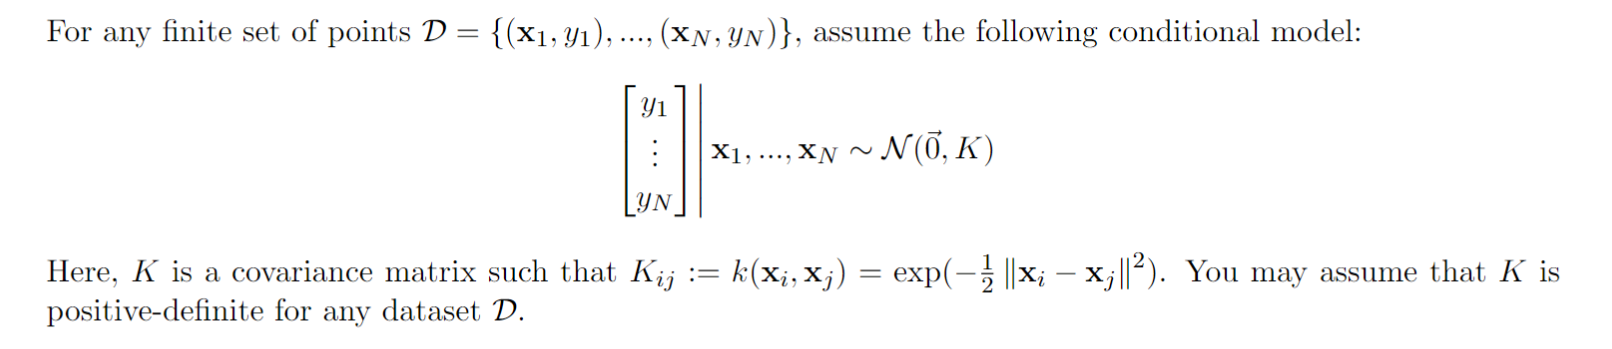 For any finite set of points 𝒟 = {(𝐱₁, y₁), ..., (𝐱_N, y_N)}, assume the following conditional model:
[y₁ ⋮ y_N] | 𝐱₁, ..., 𝐱_N ∼ 𝒩(0⃗, K)
Here, K is a covariance matrix such that K_{ij} := k(𝐱_i, 𝐱_j) = exp(−½ ‖𝐱_i − 𝐱_j‖²). You may assume that K is
positive-definite for any dataset 𝒟.